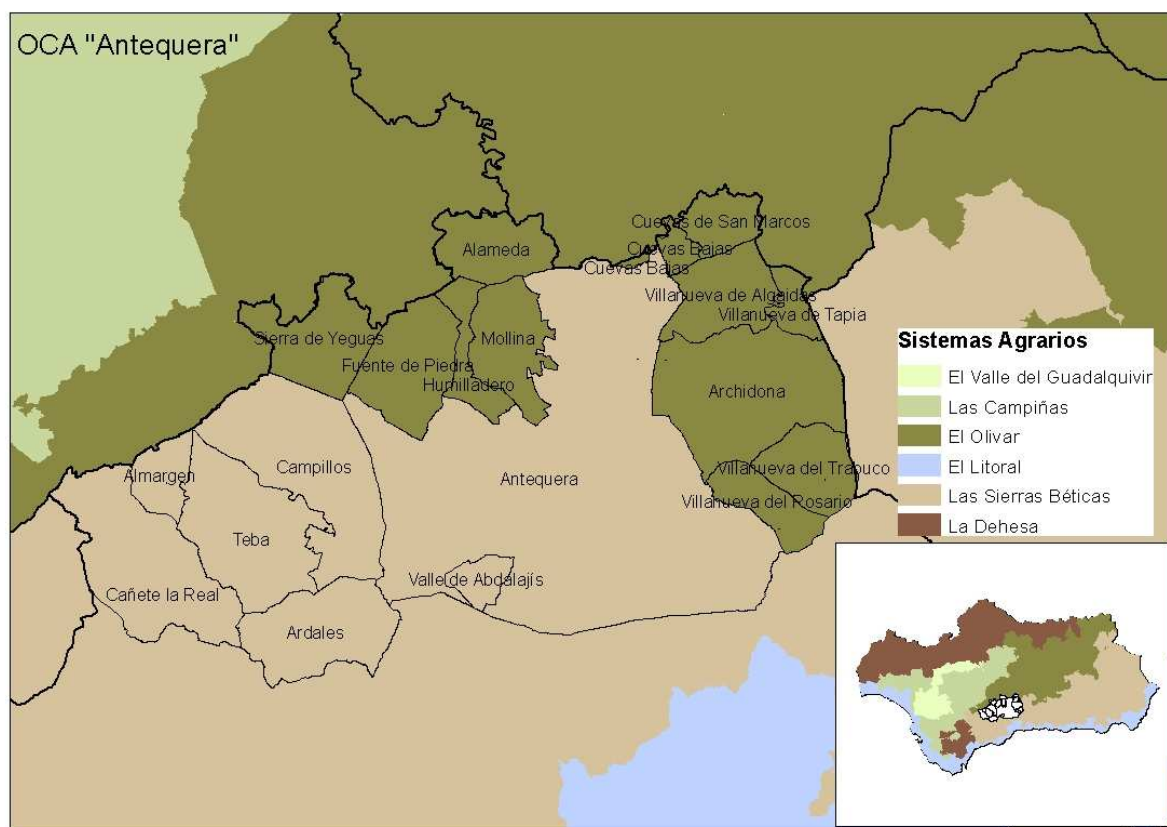 OCA "Antequera"
Cuevas de San Marcos
Alameda
Cuevas Bajas
Cuevas Bajas
Villanueva de Algaidas
Villanueva de Tapia
Sierra de Yeguas
Mollina
Fuente de Piedra
Humilladero
Archidona
Almargen
Campillos
Antequera
Villanueva del Trabuco
Villanueva del Rosario
Teba
Valle de Abdalajís
Cañete la Real
Ardales
Sistemas Agrarios
El Valle del Guadalquivir
Las Campiñas
El Olivar
El Litoral
Las Sierras Béticas
La Dehesa